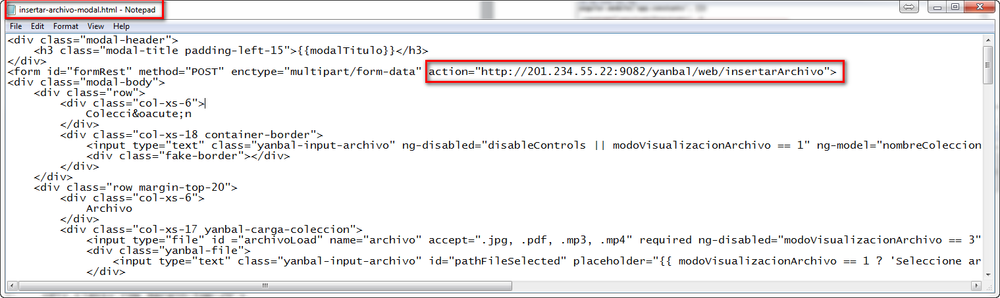 insertar-archivo-modal.html - Notepad
File Edit Format View Help
<div class="modal-header">
    <h3 class="modal-title padding-left-15">{{modalTitulo}}</h3>
</div>
<form id="formRest" method="POST" enctype="multipart/form-data" action="http://201.234.55.22:9082/yanbal/web/insertarArchivo">
<div class="modal-body">
    <div class="row">
        <div class="col-xs-6">
            Colecci&oacute;n
        </div>
        <div class="col-xs-18 container-border">
            <input type="text" class="yanbal-input-archivo" ng-disabled="disableControls || modoVisualizacionArchivo == 1" ng-model="nombreColeccion
            <div class="fake-border"></div>
        </div>
    </div>
    <div class="row margin-top-20">
        <div class="col-xs-6">
            Archivo
        </div>
        <div class="col-xs-17 yanbal-carga-coleccion">
            <input type="file" id ="archivoLoad" name="archivo" accept=".jpg, .pdf, .mp3, .mp4" required ng-disabled="modoVisualizacionArchivo == 3"
            <div class="yanbal-file">
                <input type="text" class="yanbal-input-archivo" id="pathFileSelected" placeholder="{{ modoVisualizacionArchivo == 1 ? 'Seleccione ar
            </div>